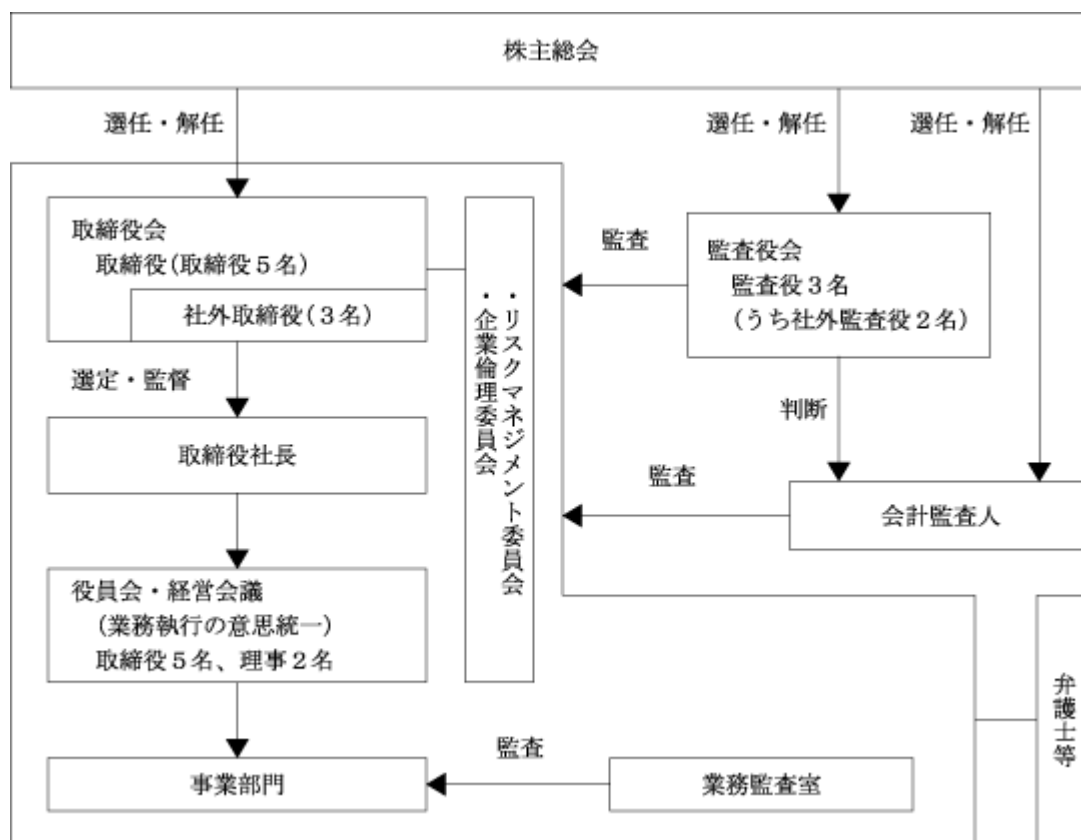 株主総会
選任・解任
選任・解任
選任・解任
取締役会
取締役(取締役5名)
社外取締役(3名)
・リスクマネジメント委員会
・企業倫理委員会
監査
監査役会
監査役3名
(うち社外監査役2名)
選定・監督
判断
取締役社長
監査
会計監査人
役員会・経営会議
(業務執行の意思統一)
取締役5名、理事2名
弁護士等
監査
事業部門
業務監査室